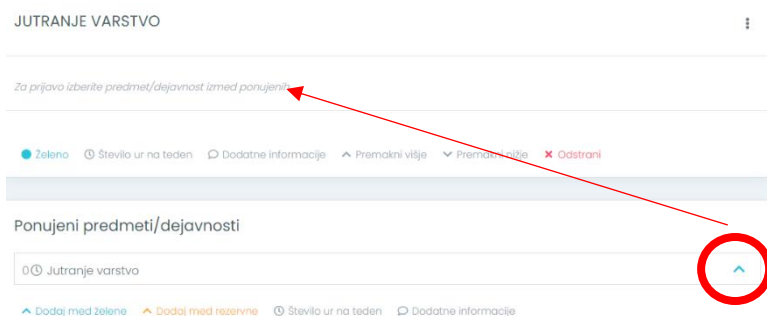 JUTRANJE VARSTVO
Za prijavo izberite predmet/dejavnost izmed ponujenih.
Želeno Število ur na teden Dodatne informacije Premakni višje Premakni nižje Odstrani
Ponujeni predmeti/dejavnosti
0 Jutranje varstvo
Dodaj med želene Dodaj med rezervne Število ur na teden Dodatne informacije